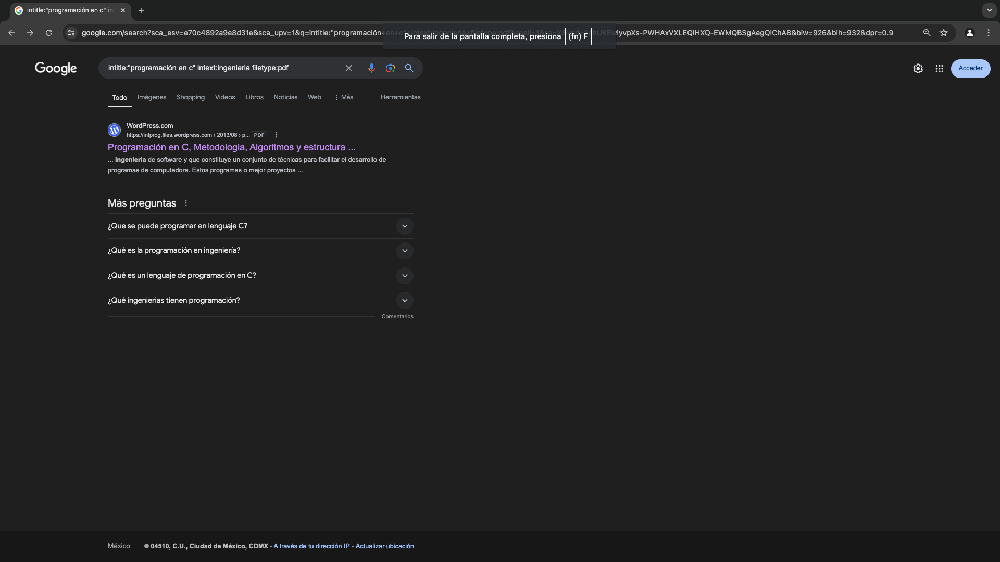 intitle:"programación en c" in
google.com/search?sca_esv=e70c4892a9e8d31e&sca_upv=1&q=intitle:"programación-
Para salir de la pantalla completa, presiona (fn) F
iyvpXs-PWHAxVXLEQIHXQ-EWMQBSgAegQIChAB&biw=926&bih=932&dpr=0.9
Google
intitle:"programación en c" intext:ingenieria filetype:pdf
Acceder
Todo Imágenes Shopping Videos Libros Noticias Web Más Herramientas
WordPress.com
https://intprog.files.wordpress.com › 2013/08 › p... PDF
Programación en C, Metodologia, Algoritmos y estructura ...
... ingenieria de software y que constituye un conjunto de técnicas para facilitar el desarrollo de
programas de computadora. Estos programas o mejor proyectos ...
Más preguntas
¿Que se puede programar en lenguaje C?
¿Qué es la programación en ingeniería?
¿Qué es un lenguaje de programación en C?
¿Qué ingenierias tienen programación?
Comentarios
México
04510, C.U., Ciudad de México, CDMX - A través de tu dirección IP - Actualizar ubicación